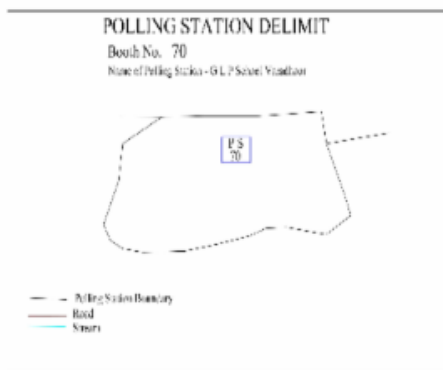 POLLING STATION DELIMIT
Booth No. 70
Name of Polling Station - G L P School
P S
70
Polling Station Boundary
Road
Stream